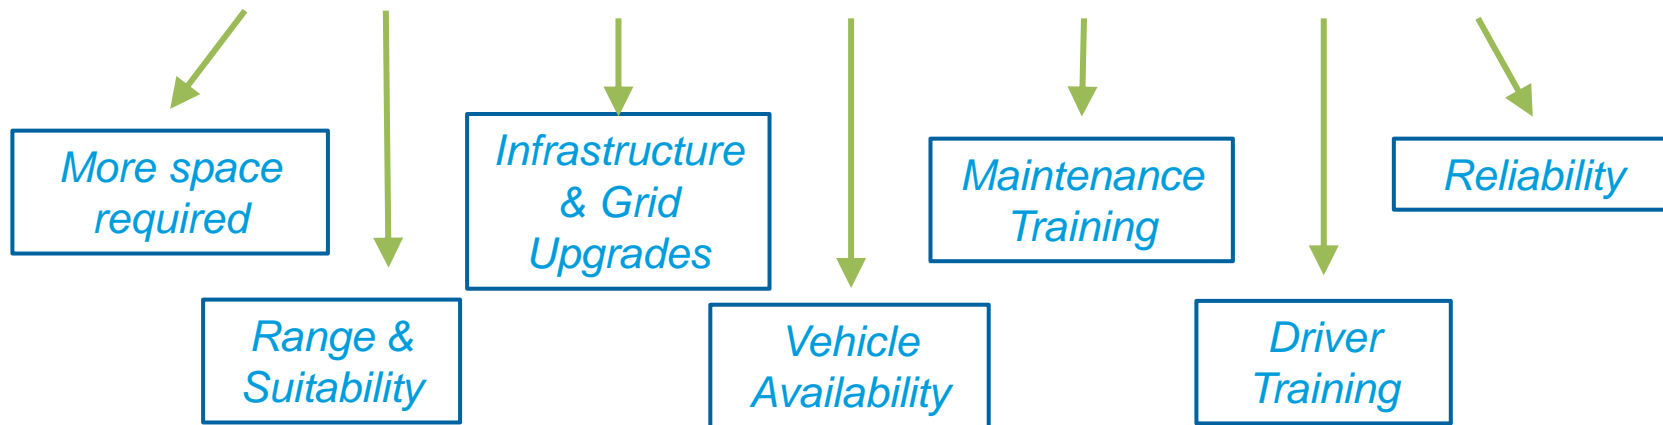 More space
required
Range &
Suitability
Infrastructure
& Grid
Upgrades
Vehicle
Availability
Maintenance
Training
Driver
Training
Reliability